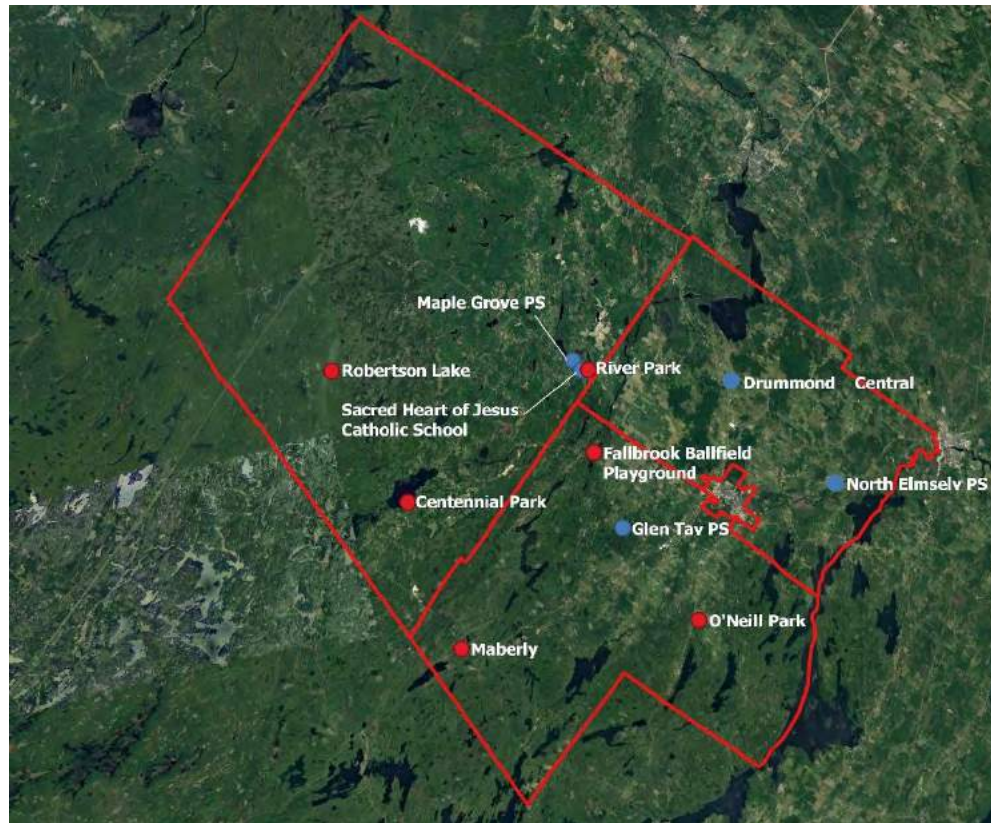 Maple Grove PS
Robertson Lake
River Park
Drummond Central
Sacred Heart of Jesus
Catholic School
Fallbrook Ballfield
Playground
North Elmsely PS
Centennial Park
Glen Tay PS
O'Neill Park
Maberly